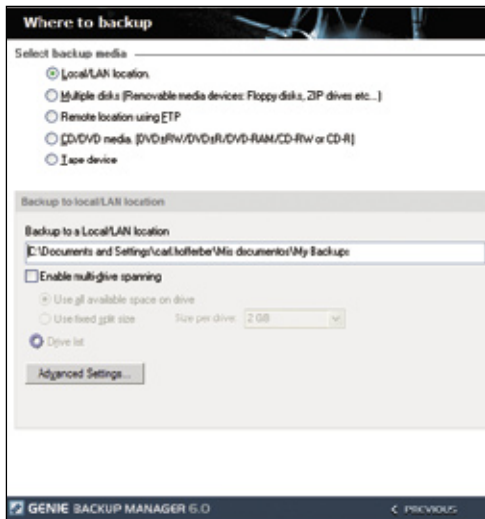 Where to backup
Select backup media
Local/LAN location.
Multiple disks (Removable media devices: Floppy disks, ZIP drives etc...)
Remote location using FTP
CD/DVD media. [DVD±RW/DVD±R/DVD-RAM/CD-RW or CD-R]
Tape device
Backup to local/LAN location
Backup to a Local/LAN location
C:\Documents and Settings\carl.hofferber\Mis documentos\My Backups
Enable multi-drive spanning
Use all available space on drive
Use fixed split size Size per drive: 2 GB
Drive list
Advanced Settings...
GENIE BACKUP MANAGER 6.0 < PREVIOUS